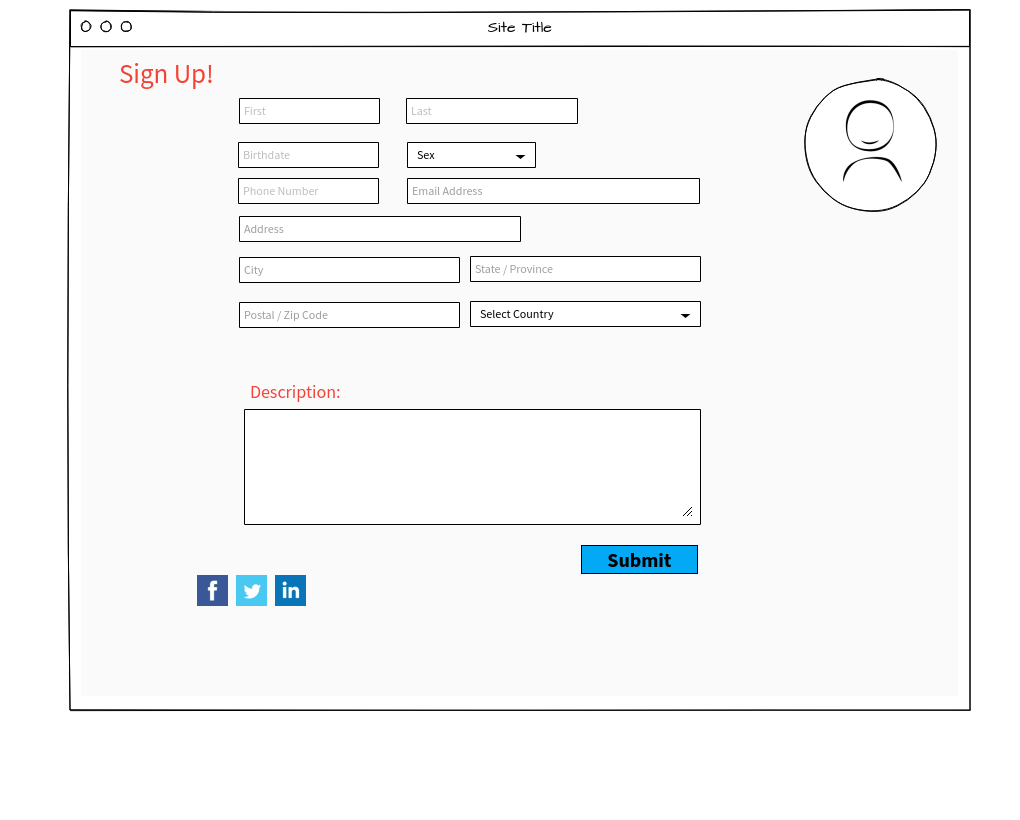 Site Title
Sign Up!
First Last
Birthdate Sex
Phone Number Email Address
Address
City State / Province
Postal / Zip Code Select Country
Description:
Submit
f in